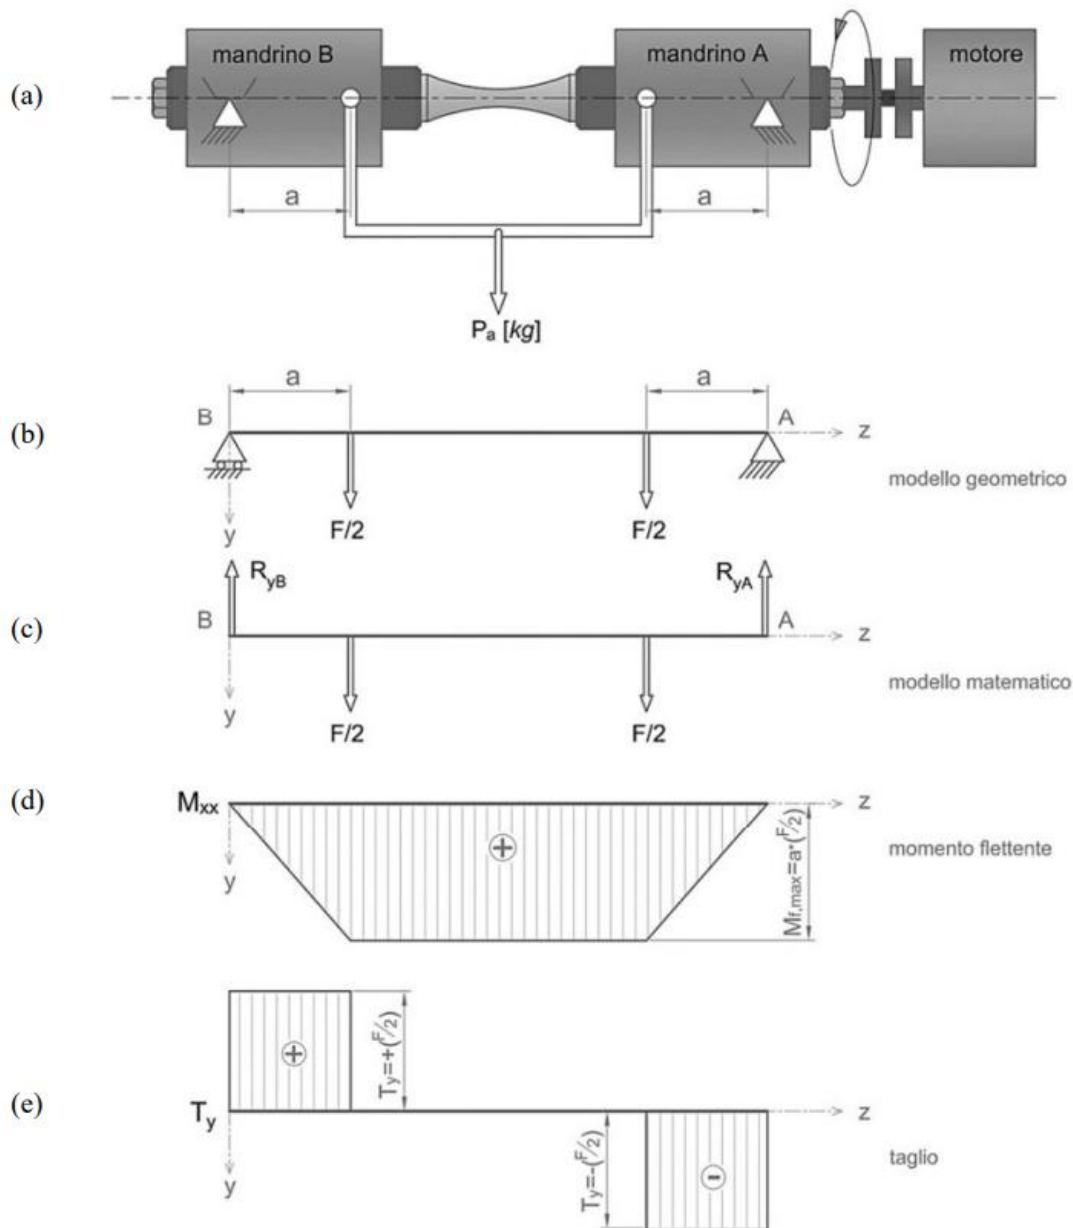 (a)
mandrino B
mandrino A
motore
a
a
Pa [kg]
a
a
(b)
B
A
z
modello geometrico
F/2
F/2
y
RyB
RyA
(c)
B
A
z
modello matematico
y
F/2
F/2
(d)
Mxx
z
+
Mf,max=a*(F/2)
momento flettente
y
(e)
+
Ty=+(F/2)
Ty
z
Ty=-(F/2)
-
taglio
y